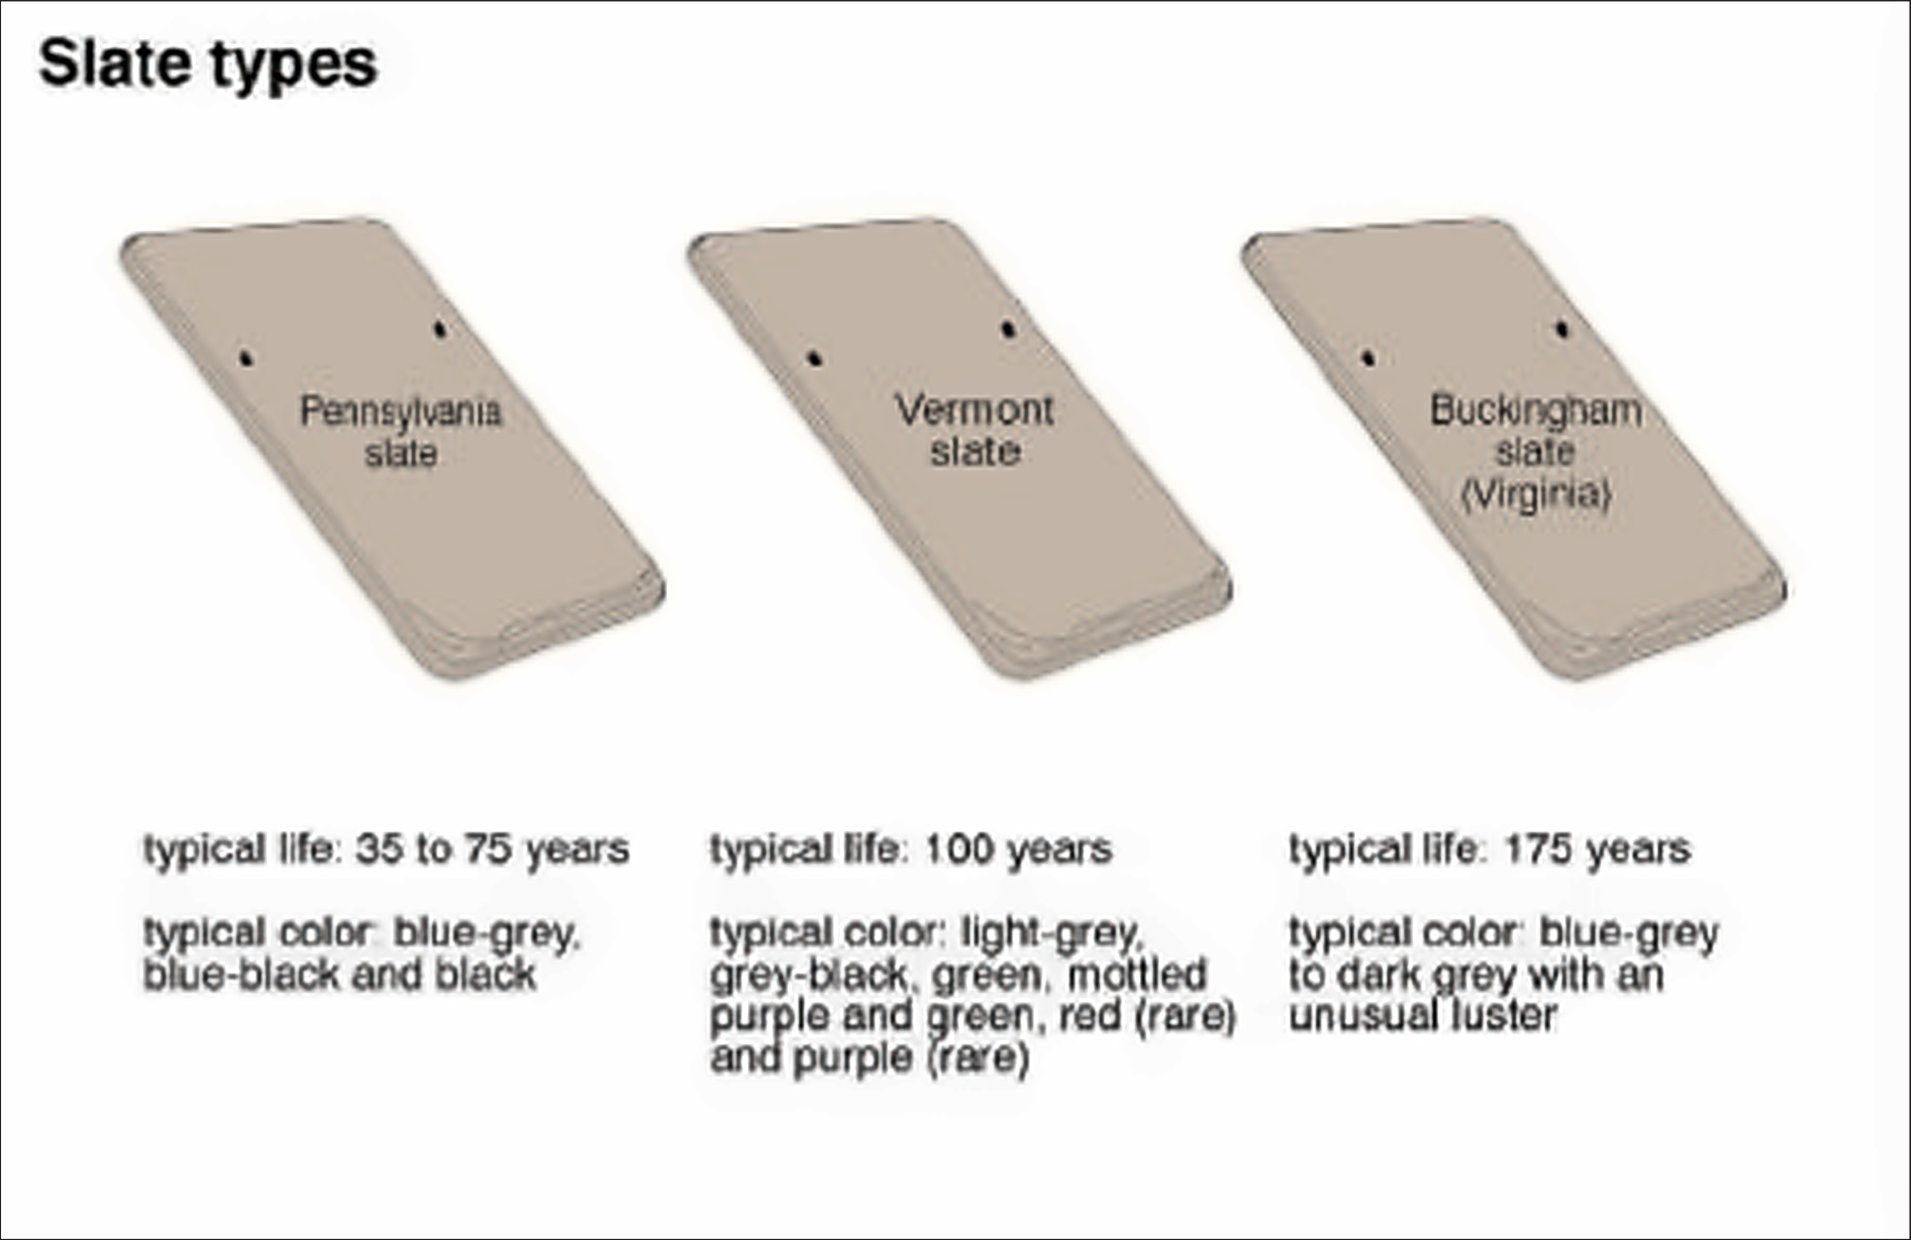 Slate types
Pennsylvania
slate
Vermont
slate
Buckingham
slate
(Virginia)
typical life: 35 to 75 years
typical color: blue-grey,
blue-black and black
typical life: 100 years
typical color: light-grey,
grey-black, green, mottled
purple and green, red (rare)
and purple (rare)
typical life: 175 years
typical color: blue-grey
to dark grey with an
unusual luster